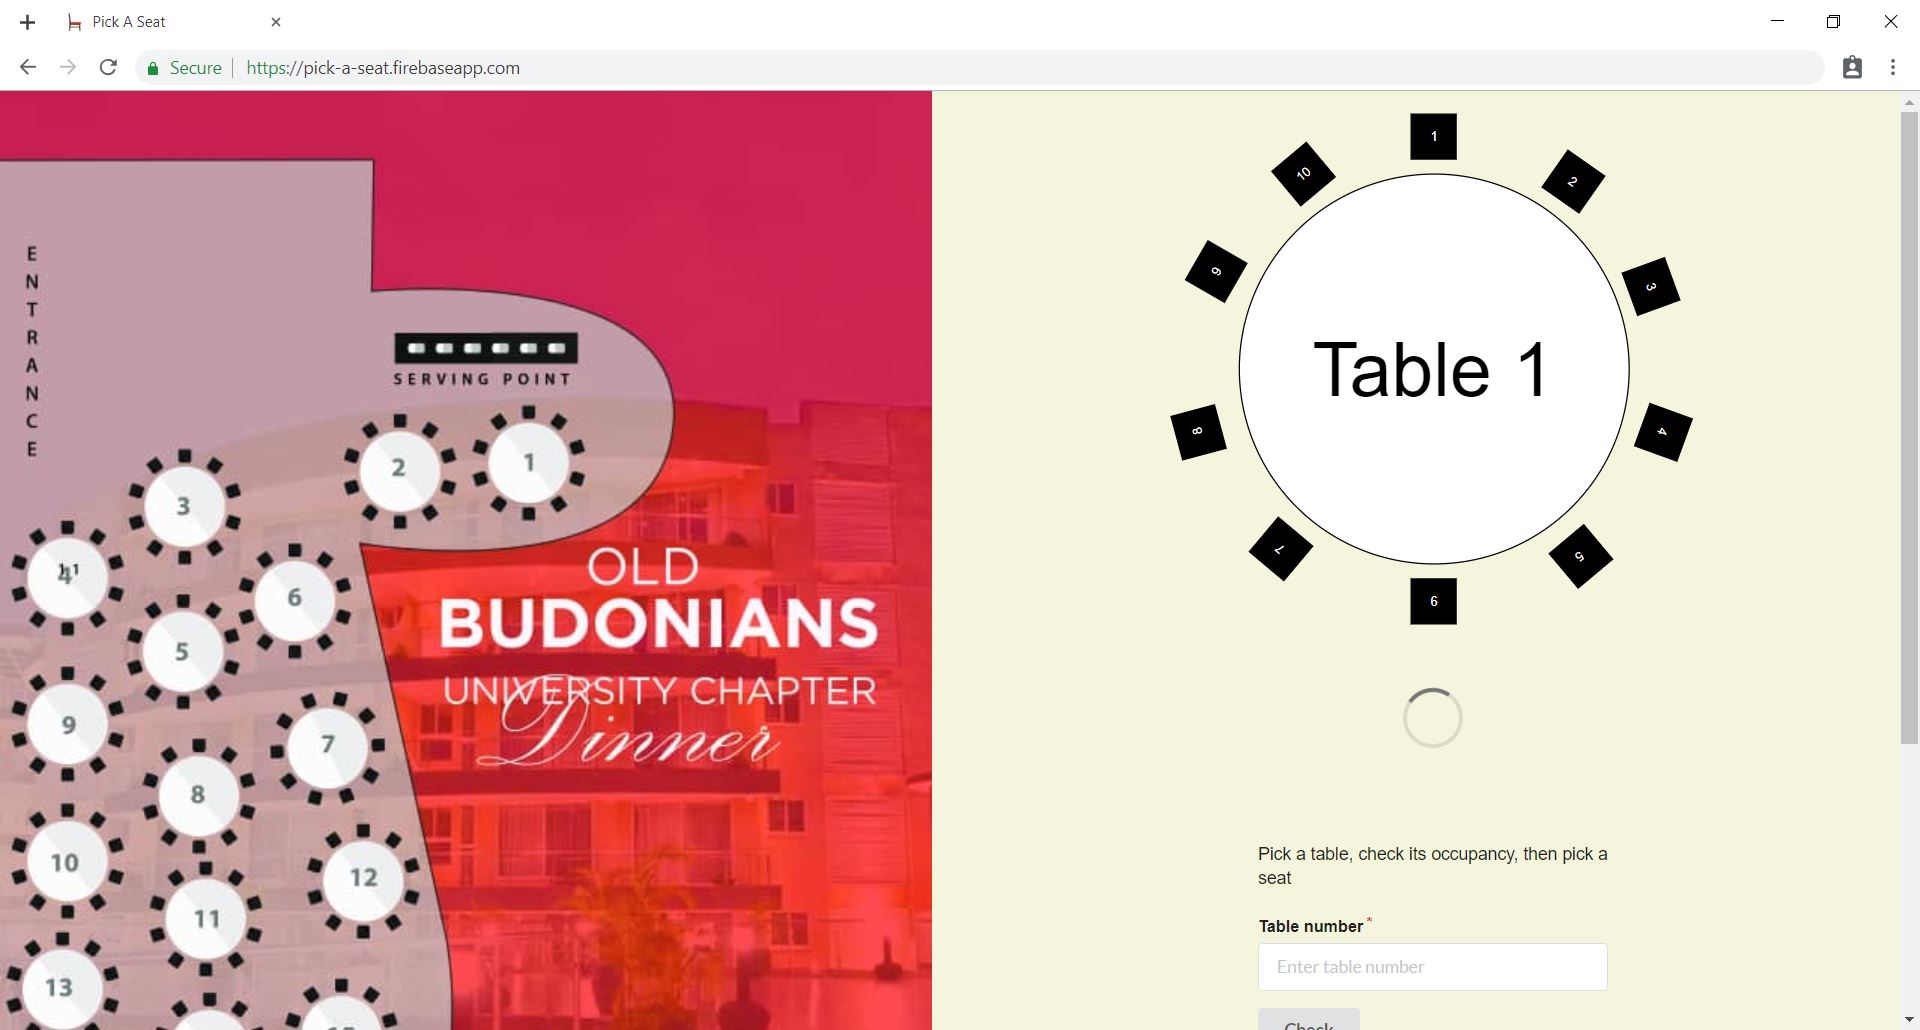 Pick A Seat
Secure
https://pick-a-seat.firebaseapp.com
E
N
T
R
A
N
C
E
SERVING POINT
1
2
3
4
5
6
7
8
9
10
11
12
13
OLD
BUDONIANS
UNIVERSITY CHAPTER
Dinner
1
2
3
4
5
6
7
8
9
10
Table 1
Pick a table, check its occupancy, then pick a
seat
Table number*
Enter table number
Check